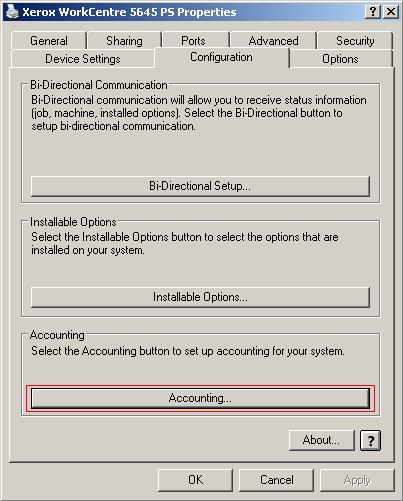 Xerox WorkCentre 5645 PS Properties ? X
General Sharing Ports Advanced Security
Device Settings Configuration Options
Bi-Directional Communication
Bi-Directional communication will allow you to receive status information
(job, machine, installed options). Select the Bi-Directional button to
setup bi-directional communication.
Bi-Directional Setup...
Installable Options
Select the Installable Options button to select the options that are
installed on your system.
Installable Options...
Accounting
Select the Accounting button to set up accounting for your system.
Accounting...
About... ?
OK Cancel Apply